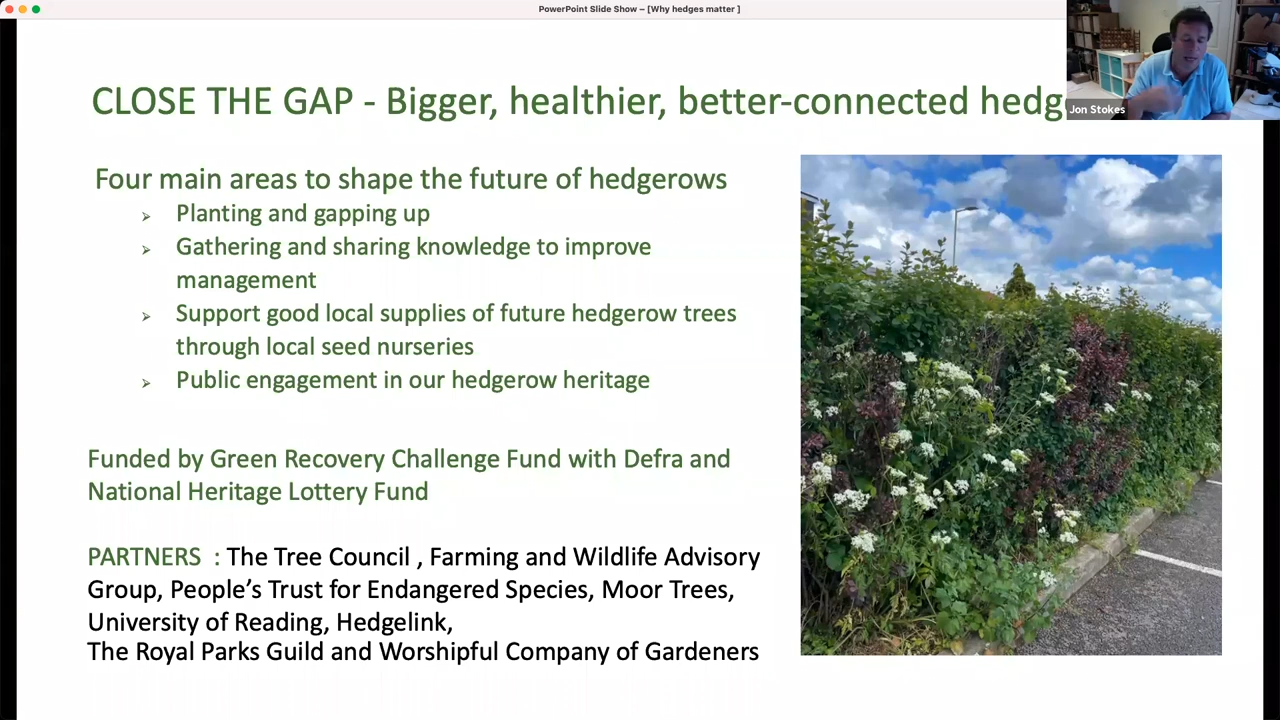 PowerPoint Slide Show – [Why hedges matter ]
Jon Stokes
CLOSE THE GAP - Bigger, healthier, better-connected hedg
Four main areas to shape the future of hedgerows
Planting and gapping up
Gathering and sharing knowledge to improve
management
Support good local supplies of future hedgerow trees
through local seed nurseries
Public engagement in our hedgerow heritage
Funded by Green Recovery Challenge Fund with Defra and
National Heritage Lottery Fund
PARTNERS : The Tree Council , Farming and Wildlife Advisory
Group, People’s Trust for Endangered Species, Moor Trees,
University of Reading, Hedgelink,
The Royal Parks Guild and Worshipful Company of Gardeners